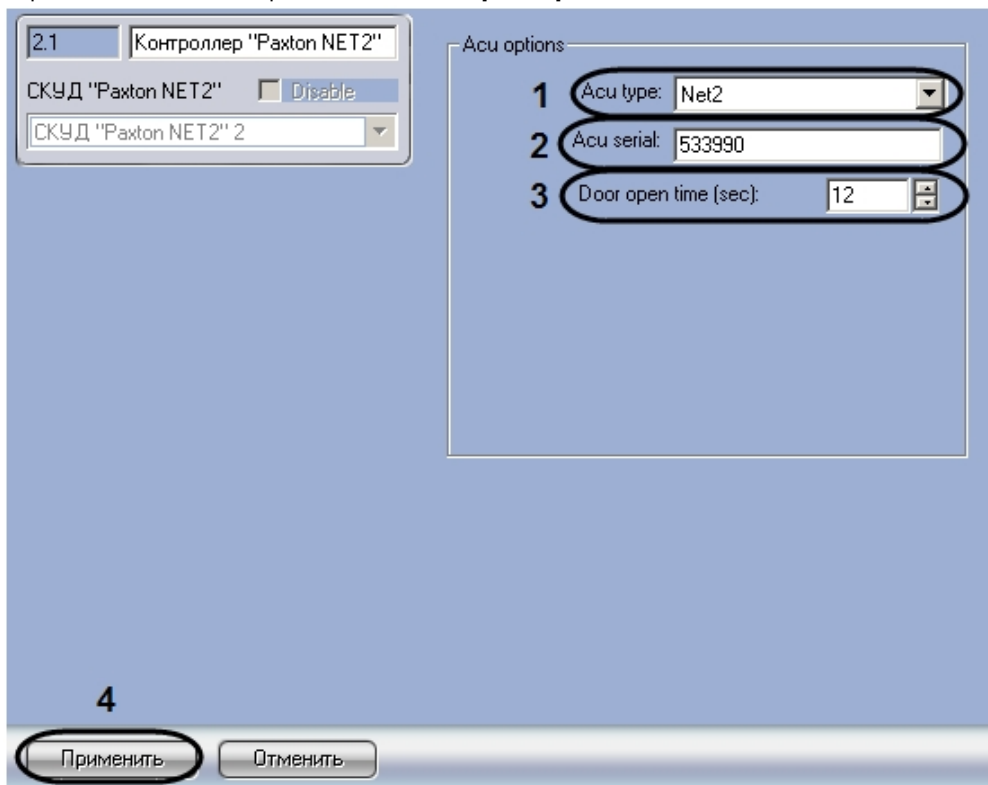 2.1 Контроллер "Paxton NET2"
СКУД "Paxton NET2" Disable
СКУД "Paxton NET2" 2
Acu options
1 Acu type: Net2
2 Acu serial: 533990
3 Door open time (sec): 12
4
Применить Отменить